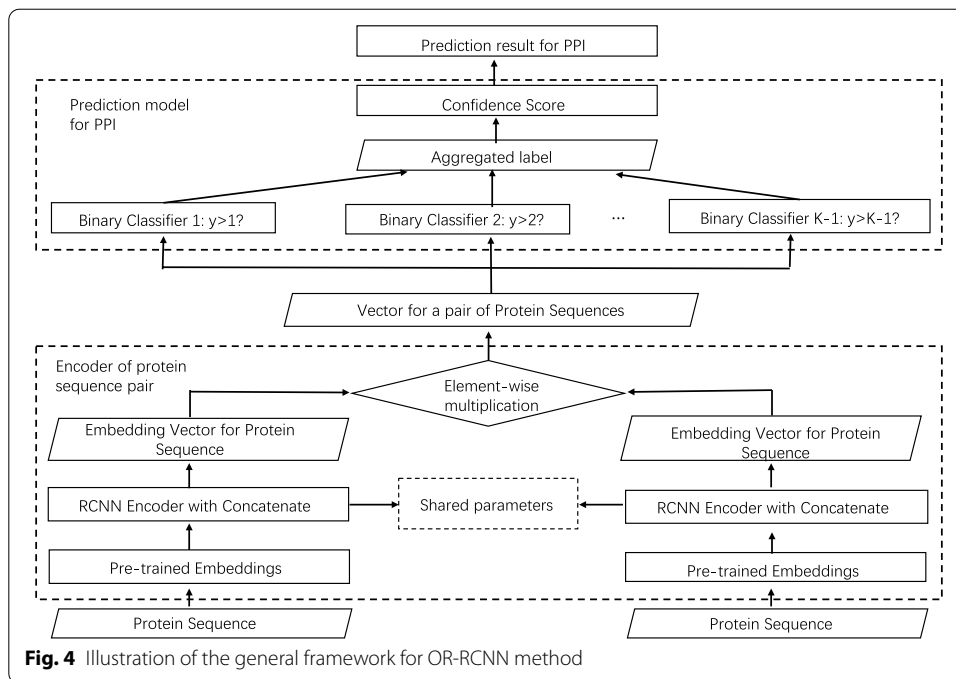 Prediction result for PPI
Prediction model
for PPI
Confidence Score
Aggregated label
Binary Classifier 1: y>1?
Binary Classifier 2: y>2?
...
Binary Classifier K-1: y>K-1?
Vector for a pair of Protein Sequences
Encoder of protein
sequence pair
Element-wise
multiplication
Embedding Vector for Protein
Sequence
Embedding Vector for Protein
Sequence
RCNN Encoder with Concatenate
Shared parameters
RCNN Encoder with Concatenate
Pre-trained Embeddings
Pre-trained Embeddings
Protein Sequence
Protein Sequence
Fig. 4 Illustration of the general framework for OR-RCNN method